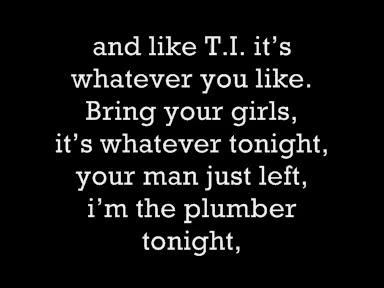 and like T.I. it’s
whatever you like.
Bring your girls,
it’s whatever tonight,
your man just left,
i’m the plumber
tonight,